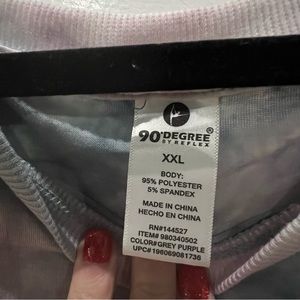 90°DEGREE®
BY REFLEX
XXL
BODY:
95% POLYESTER
5% SPANDEX
MADE IN CHINA
HECHO EN CHINA
RN#144527
ITEM# 980340502
COLOR#GREY PURPLE
UPC#196069081736